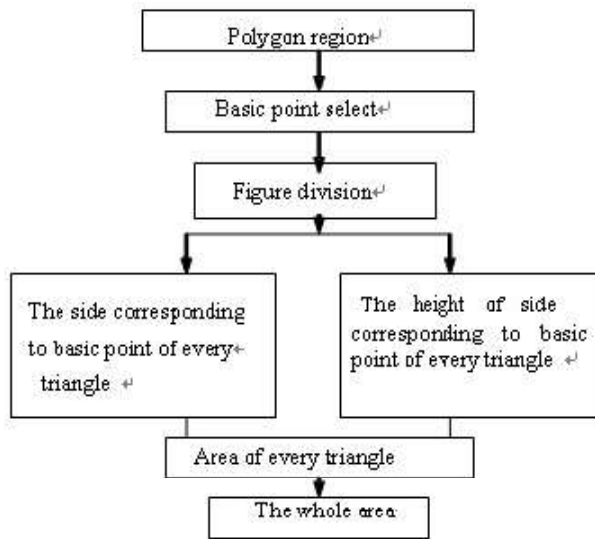 Polygan region↵
Basic point select↵
Figure division↵
The side corresponding
to basic point of every↵
triangle ↵
The height of side
corresponding to basic
point of every triangle ↵
Area of every triangle
The whole area